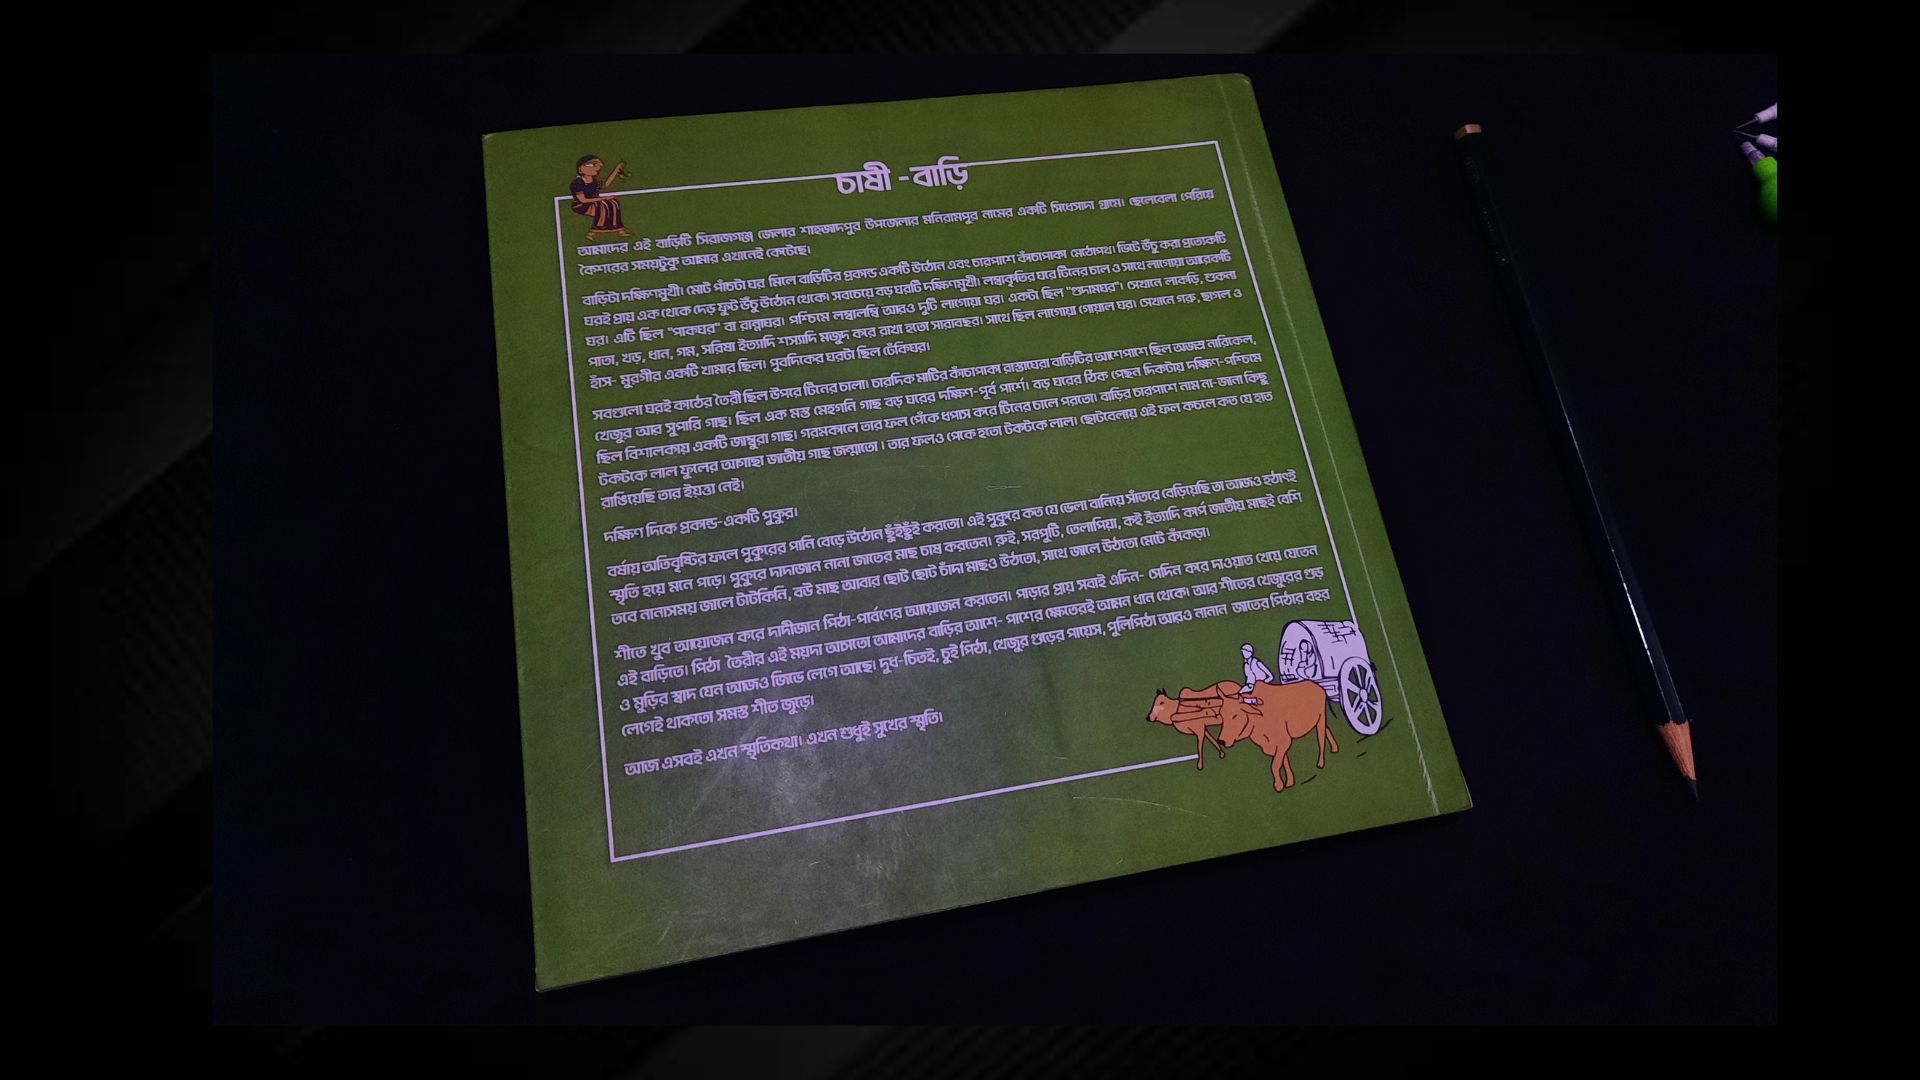 চাষী -বাড়ি
আমাদের এই বাড়িটি সিরাজগঞ্জ জেলার শাহজাদপুর উপজেলার মনিরামপুর নামের একটি সিধেসাদা গ্রামে। ছেলেবেলা পেরিয়ে
কৈশরের সময়টুকু আমার এখানেই কেটেছে।
বাড়িটা দক্ষিণমুখী। মোট পাঁচটা ঘর মিলে বাড়িটির প্রকান্ড একটি উঠোন এবং চারপাশে কাঁচাপাকা মেঠোপথ। ভিটে উঁচু করা প্রত্যেকটি
ঘরই প্রায় এক থেকে দেড় ফুট উঁচু উঠোন থেকে। সবচেয়ে বড় ঘরটি দক্ষিণমুখী। লম্বাকৃতির ঘরে টিনের চাল ও সাথে লাগোয়া আরেকটি
ঘর। এটি ছিল "পাকঘর" বা রান্নাঘর। পশ্চিমে লম্বালম্বি আরও দুটি লাগোয়া ঘর। একটা ছিল "গুদামঘর"। সেখানে লাকড়ি, শুকনা
পাতা, খড়, ধান, গম, সরিষা ইত্যাদি শস্যাদি মজুদ করে রাখা হতো সারাবছর। সাথে ছিল লাগোয়া গোয়াল ঘর। সেখানে গরু, ছাগল ও
হাঁস- মুরগীর একটি খামার ছিল। পুবদিকের ঘরটা ছিল ঢেঁকিঘর।
সবগুলো ঘরই কাঠের তৈরী ছিল উপরে টিনের চালা। চারদিক মাটির কাঁচাপাকা রাস্তাঘেরা বাড়িটির আশেপাশে ছিল অজস্র নারিকেল,
খেজুর আর সুপারি গাছ। ছিল এক মস্ত মেহগনি গাছ বড় ঘরের দক্ষিণ-পূর্ব পার্শে। বড় ঘরের ঠিক পেছন দিকটায় দক্ষিণ-পশ্চিমে
ছিল বিশালকায় একটি জাম্বুরা গাছ। গরমকালে তার ফল পেঁকে ধপাস করে টিনের চালে পরতো। বাড়ির চারপাশে নাম না-জানা কিছু
টকটকে লাল ফুলের আগাছা জাতীয় গাছ জন্মাতো । তার ফলও পেকে হতো টকটকে লাল। ছোটবেলায় এই ফল কচলে কত যে হাত
রাঙিয়েছি তার ইয়ত্তা নেই।
দক্ষিণ দিকে প্রকান্ড-একটি পুকুর।
বর্ষায় অতিবৃষ্টির ফলে পুকুরের পানি বেড়ে উঠোন ছুঁইছুঁই করতো। এই পুকুরে কত যে ভেলা বানিয়ে সাঁতরে বেড়িয়েছি তা আজও হঠাৎই
স্মৃতি হয়ে মনে পড়ে। পুকুরে দাদাজান নানা জাতের মাছ চাষ করতেন। রুই, সরপুটি, তেলাপিয়া, কই ইত্যাদি কার্প জাতীয় মাছই বেশি
তবে নানাসময় জালে টাটকিনি, বউ মাছ আবার ছোট ছোট চাঁদা মাছও উঠতো, সাথে জালে উঠতো মেটে কাঁকড়া।
শীতে খুব আয়োজন করে দাদীজান পিঠা-পার্বণের আয়োজন করতেন। পাড়ার প্রায় সবাই এদিন- সেদিন করে দাওয়াত খেয়ে যেতেন
এই বাড়িতে। পিঠা তৈরীর এই ময়দা আসতো আমাদের বাড়ির আশে- পাশের ক্ষেতেরই আমন ধান থেকে। আর শীতের খেজুরের গুড়
ও মুড়ির স্বাদ যেন আজও জিভে লেগে আছে। দুধ-চিতই, চুই পিঠা, খেজুর গুড়ের পায়েস, পুলিপিঠা আরও নানান জাতের পিঠার বহর
লেগেই থাকতো সমস্ত শীত জুড়ে।
আজ এসবই এখন স্মৃতিকথা। এখন শুধুই সুখের স্মৃতি।